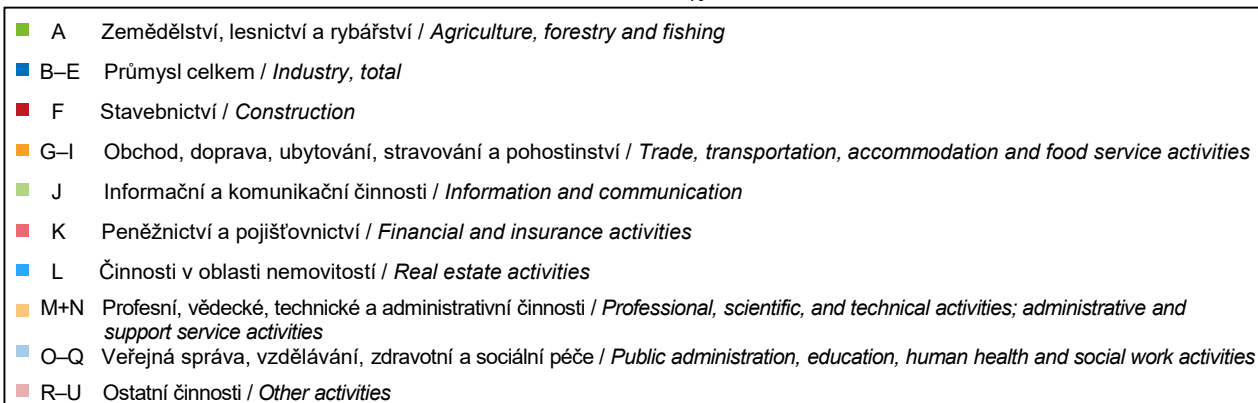 A Zemědělství, lesnictví a rybářství / Agriculture, forestry and fishing
B–E Průmysl celkem / Industry, total
F Stavebnictví / Construction
G–I Obchod, doprava, ubytování, stravování a pohostinství / Trade, transportation, accommodation and food service activities
J Informační a komunikační činnosti / Information and communication
K Peněžnictví a pojišťovnictví / Financial and insurance activities
L Činnosti v oblasti nemovitostí / Real estate activities
M+N Profesní, vědecké, technické a administrativní činnosti / Professional, scientific, and technical activities; administrative and
support service activities
O–Q Veřejná správa, vzdělávání, zdravotní a sociální péče / Public administration, education, human health and social work activities
R–U Ostatní činnosti / Other activities